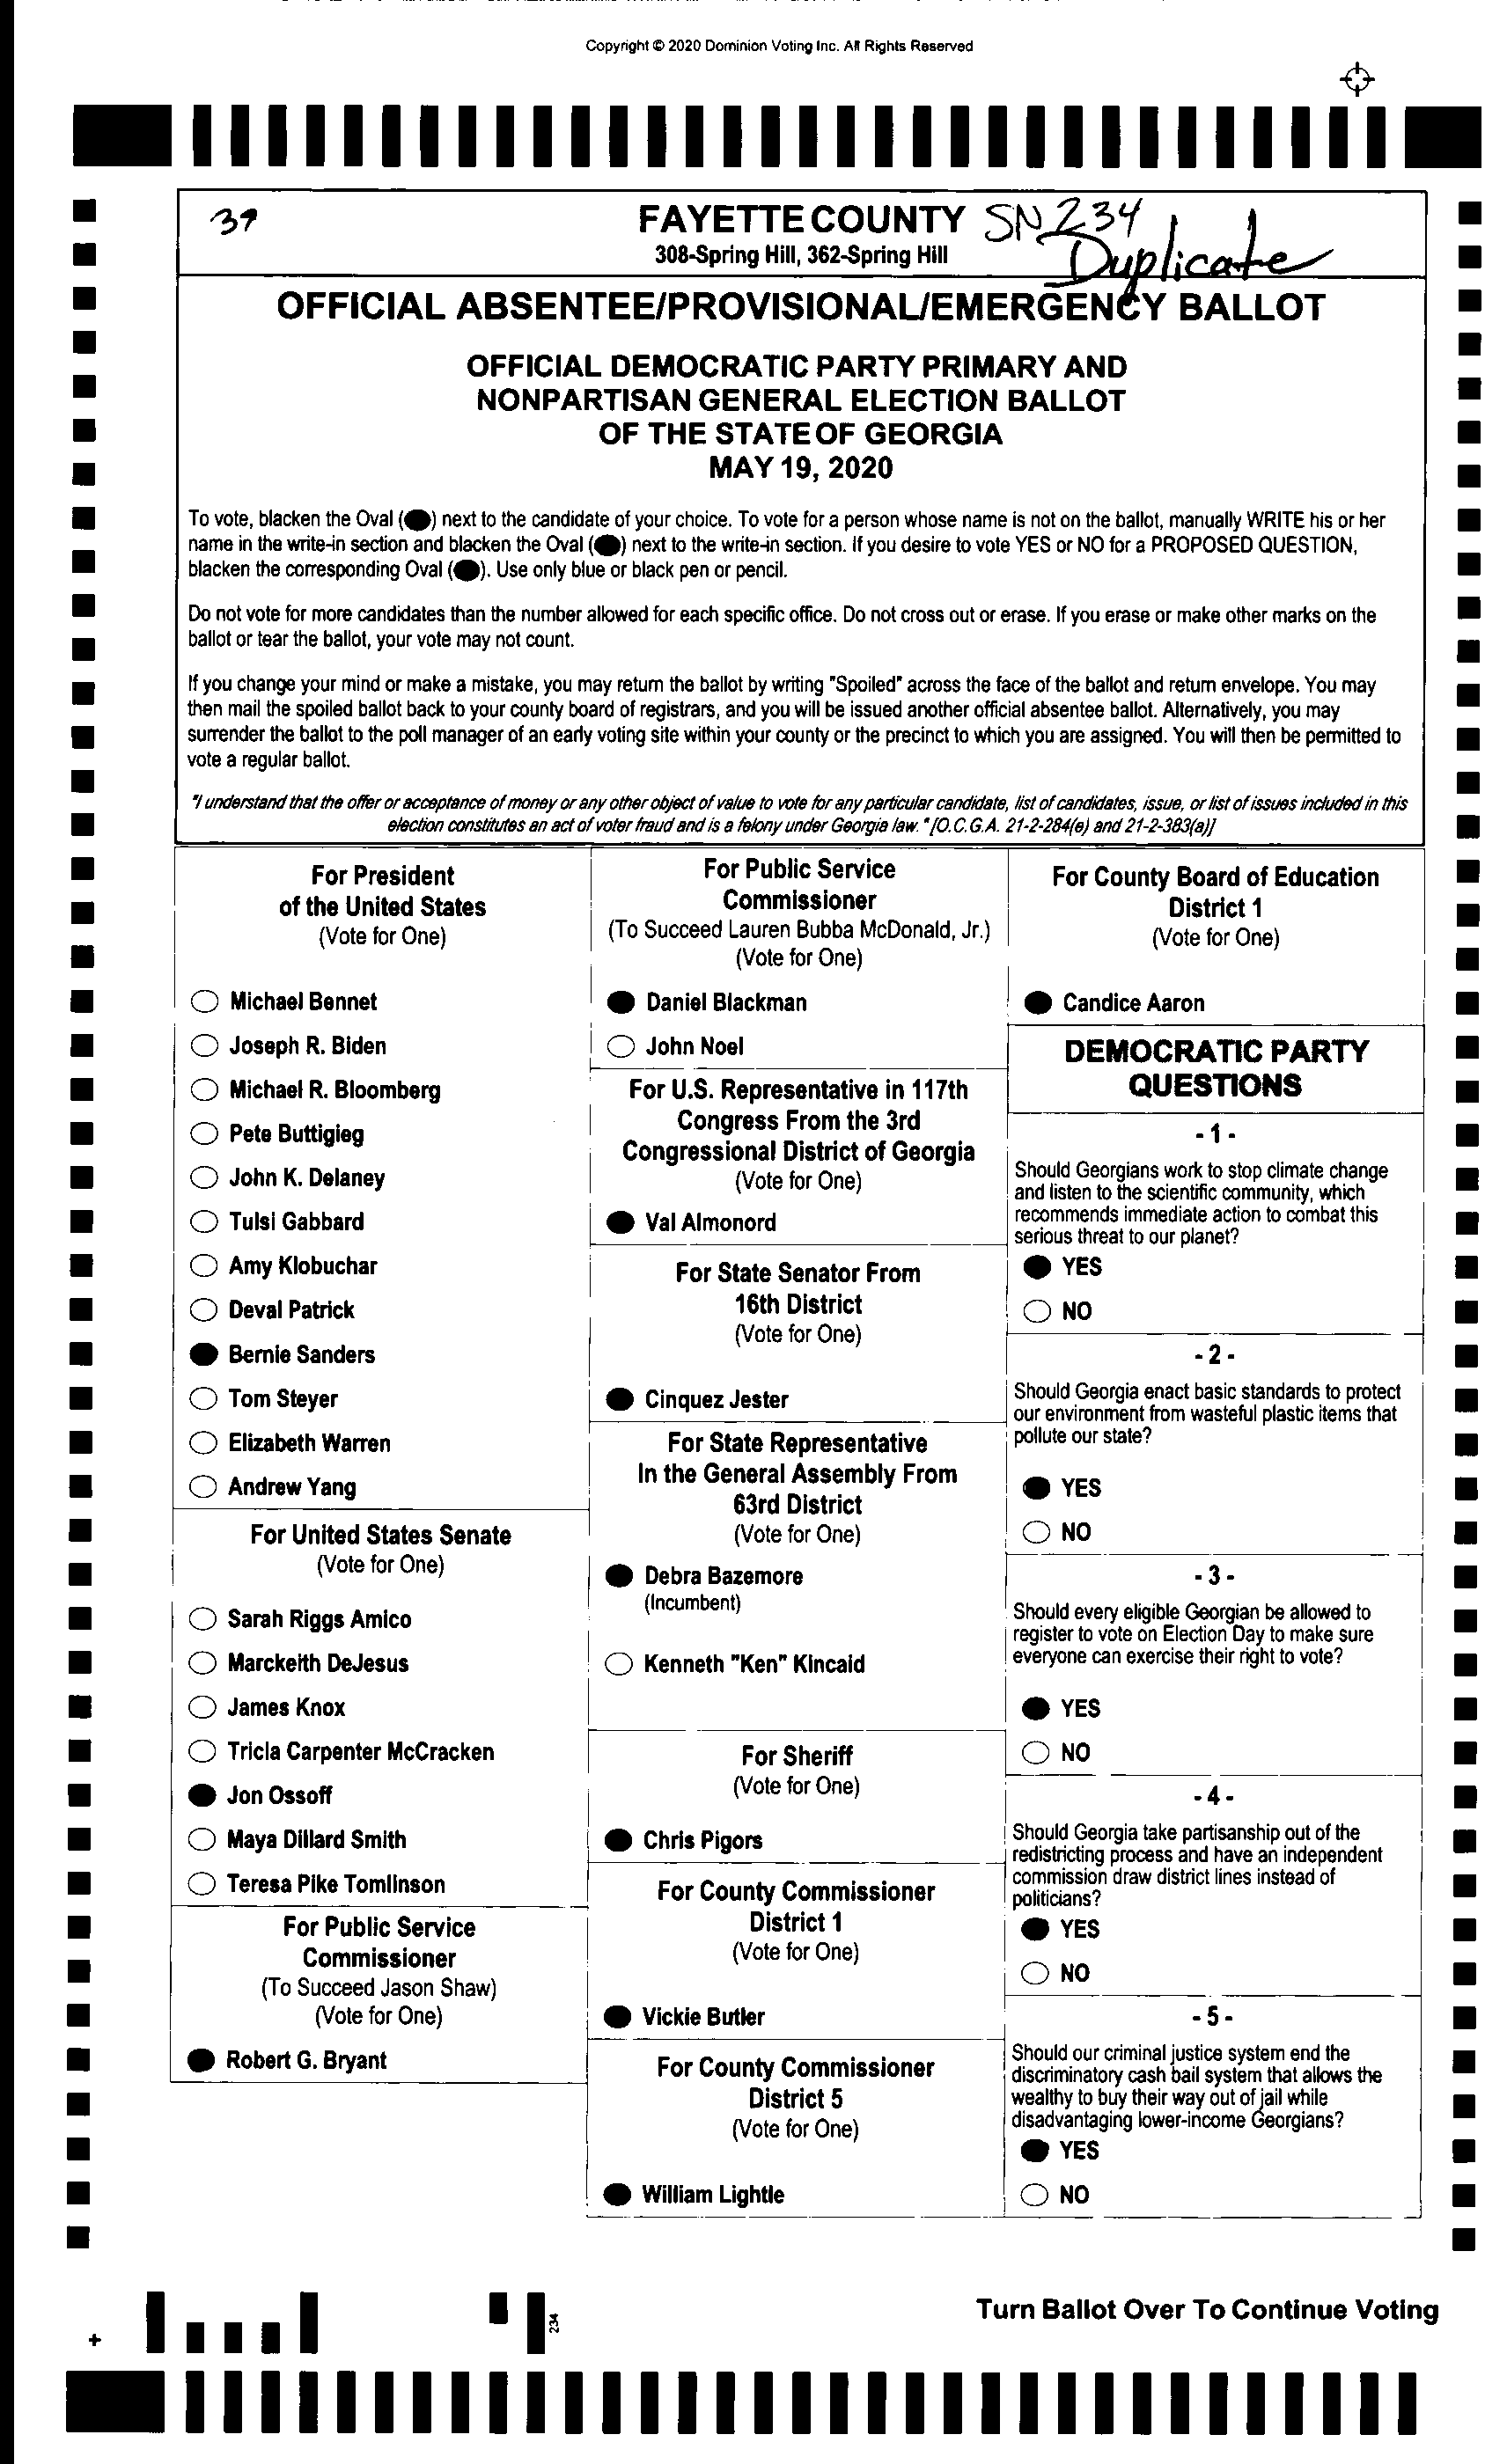 Copyright © 2020 Dominion Voting Inc. All Rights Reserved
39
FAYETTE COUNTY
SN 234
308-Spring Hill, 362-Spring Hill
Duplicate
OFFICIAL ABSENTEE/PROVISIONAL/EMERGENCY BALLOT
OFFICIAL DEMOCRATIC PARTY PRIMARY AND
NONPARTISAN GENERAL ELECTION BALLOT
OF THE STATE OF GEORGIA
MAY 19, 2020
To vote, blacken the Oval ( ) next to the candidate of your choice. To vote for a person whose name is not on the ballot, manually WRITE his or her
name in the write-in section and blacken the Oval ( ) next to the write-in section. If you desire to vote YES or NO for a PROPOSED QUESTION,
blacken the corresponding Oval ( ). Use only blue or black pen or pencil.
Do not vote for more candidates than the number allowed for each specific office. Do not cross out or erase. If you erase or make other marks on the
ballot or tear the ballot, your vote may not count.
If you change your mind or make a mistake, you may return the ballot by writing "Spoiled" across the face of the ballot and return envelope. You may
then mail the spoiled ballot back to your county board of registrars, and you will be issued another official absentee ballot. Alternatively, you may
surrender the ballot to the poll manager of an early voting site within your county or the precinct to which you are assigned. You will then be permitted to
vote a regular ballot.
"I understand that the offer or acceptance of money or any other object of value to vote for any particular candidate, list of candidates, issue, or list of issues included in this
election constitutes an act of voter fraud and is a felony under Georgia law." [O.C.G.A. 21-2-284(e) and 21-2-383(a)]
For President
of the United States
(Vote for One)
Michael Bennet
Joseph R. Biden
Michael R. Bloomberg
Pete Buttigieg
John K. Delaney
Tulsi Gabbard
Amy Klobuchar
Deval Patrick
Bernie Sanders
Tom Steyer
Elizabeth Warren
Andrew Yang
For United States Senate
(Vote for One)
Sarah Riggs Amico
Marckeith DeJesus
James Knox
Tricia Carpenter McCracken
Jon Ossoff
Maya Dillard Smith
Teresa Pike Tomlinson
For Public Service
Commissioner
(To Succeed Jason Shaw)
(Vote for One)
Robert G. Bryant
For Public Service
Commissioner
(To Succeed Lauren Bubba McDonald, Jr.)
(Vote for One)
Daniel Blackman
John Noel
For U.S. Representative in 117th
Congress From the 3rd
Congressional District of Georgia
(Vote for One)
Val Almonord
For State Senator From
16th District
(Vote for One)
Cinquez Jester
For State Representative
In the General Assembly From
63rd District
(Vote for One)
Debra Bazemore
(Incumbent)
Kenneth "Ken" Kincaid
For Sheriff
(Vote for One)
Chris Pigors
For County Commissioner
District 1
(Vote for One)
Vickie Butler
For County Commissioner
District 5
(Vote for One)
William Lightle
For County Board of Education
District 1
(Vote for One)
Candice Aaron
DEMOCRATIC PARTY
QUESTIONS
- 1 -
Should Georgians work to stop climate change
and listen to the scientific community, which
recommends immediate action to combat this
serious threat to our planet?
YES
NO
- 2 -
Should Georgia enact basic standards to protect
our environment from wasteful plastic items that
pollute our state?
YES
NO
- 3 -
Should every eligible Georgian be allowed to
register to vote on Election Day to make sure
everyone can exercise their right to vote?
YES
NO
- 4 -
Should Georgia take partisanship out of the
redistricting process and have an independent
commission draw district lines instead of
politicians?
YES
NO
- 5 -
Should our criminal justice system end the
discriminatory cash bail system that allows the
wealthy to buy their way out of jail while
disadvantaging lower-income Georgians?
YES
NO
Turn Ballot Over To Continue Voting
234